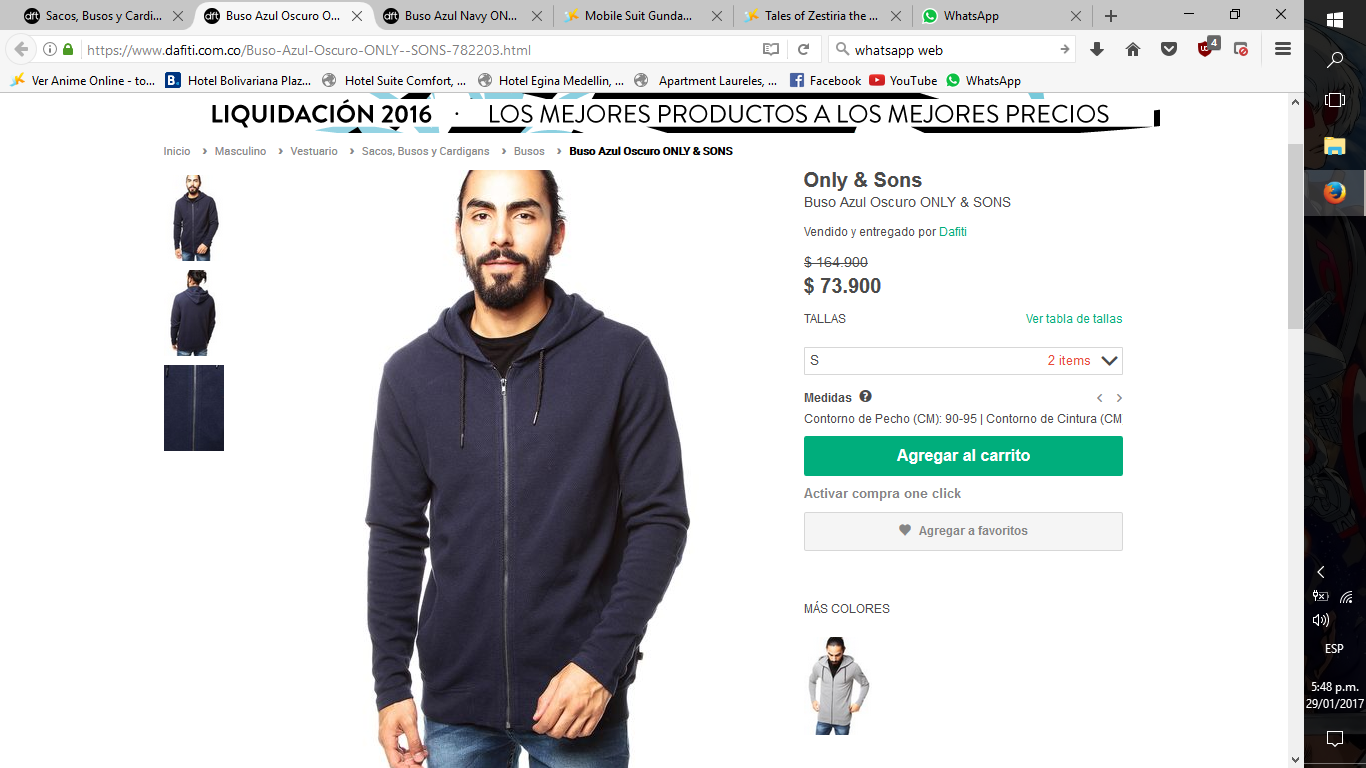 Sacos, Busos y Cardi...
Buso Azul Oscuro O...
Buso Azul Navy ON...
Mobile Suit Gunda...
Tales of Zestiria the ...
WhatsApp
https://www.dafiti.com.co/Buso-Azul-Oscuro-ONLY--SONS-782203.html
whatsapp web
4
Ver Anime Online - to...
Hotel Bolivariana Plaz...
Hotel Suite Comfort, ...
Hotel Egina Medellin, ...
Apartment Laureles, ...
Facebook
YouTube
WhatsApp
LIQUIDACIÓN 2016 · LOS MEJORES PRODUCTOS A LOS MEJORES PRECIOS
Inicio › Masculino › Vestuario › Sacos, Busos y Cardigans › Busos › Buso Azul Oscuro ONLY & SONS
Only & Sons
Buso Azul Oscuro ONLY & SONS
Vendido y entregado por Dafiti
$ 164.900
$ 73.900
TALLAS
Ver tabla de tallas
S
2 items
Medidas
Contorno de Pecho (CM): 90-95 | Contorno de Cintura (CM
Agregar al carrito
Activar compra one click
Agregar a favoritos
MÁS COLORES
ESP
5:48 p.m.
29/01/2017